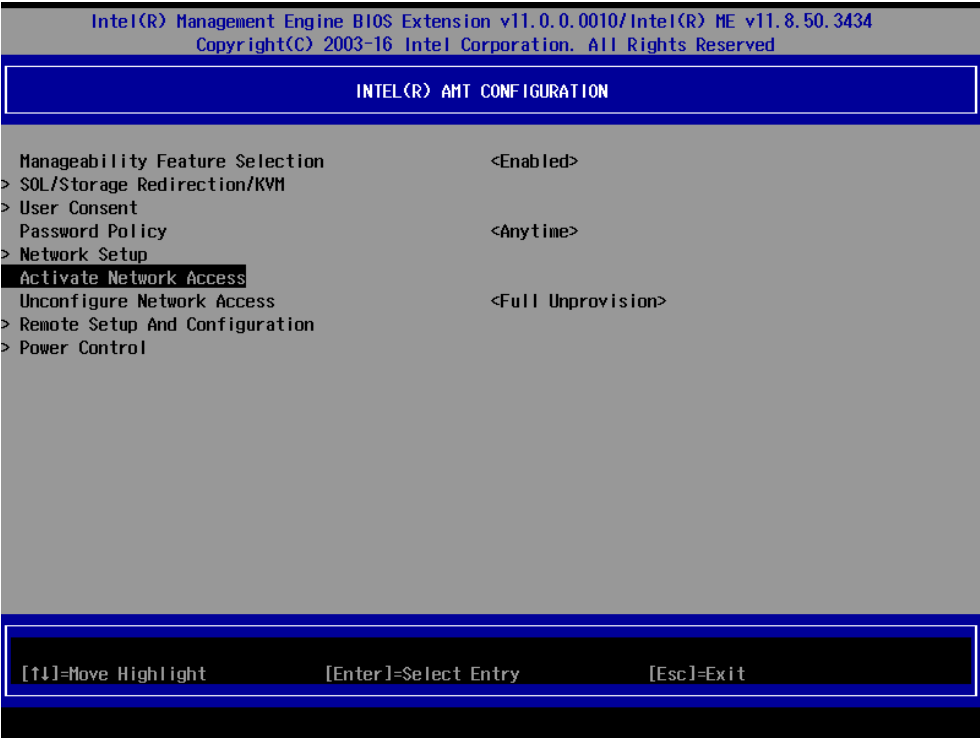 Intel(R) Management Engine BIOS Extension v11.0.0.0010/Intel(R) ME v11.8.50.3434
Copyright(C) 2003-16 Intel Corporation. All Rights Reserved
INTEL(R) AMT CONFIGURATION
Manageability Feature Selection <Enabled>
> SOL/Storage Redirection/KVM
> User Consent
Password Policy <Anytime>
> Network Setup
Activate Network Access
Unconfigure Network Access <Full Unprovision>
> Remote Setup And Configuration
> Power Control
[↑↓]=Move Highlight [Enter]=Select Entry [Esc]=Exit